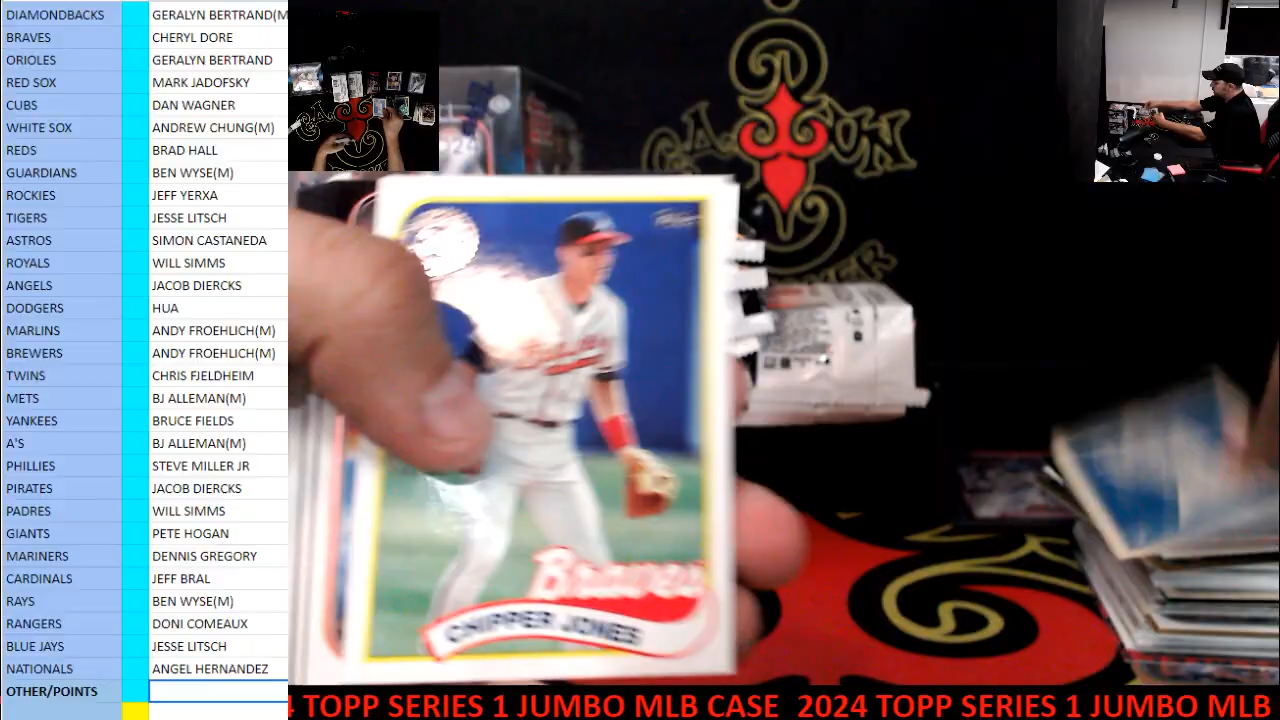 DIAMONDBACKS GERALYN BERTRAND(M
BRAVES CHERYL DORE
ORIOLES GERALYN BERTRAND
RED SOX MARK JADOFSKY
CUBS DAN WAGNER
WHITE SOX ANDREW CHUNG(M)
REDS BRAD HALL
GUARDIANS BEN WYSE(M)
ROCKIES JEFF YERXA
TIGERS JESSE LITSCH
ASTROS SIMON CASTANEDA
ROYALS WILL SIMMS
ANGELS JACOB DIERCKS
DODGERS HUA
MARLINS ANDY FROEHLICH(M)
BREWERS ANDY FROEHLICH(M)
TWINS CHRIS FJELDHEIM
METS BJ ALLEMAN(M)
YANKEES BRUCE FIELDS
A'S BJ ALLEMAN(M)
PHILLIES STEVE MILLER JR
PIRATES JACOB DIERCKS
PADRES WILL SIMMS
GIANTS PETE HOGAN
MARINERS DENNIS GREGORY
CARDINALS JEFF BRAL
RAYS BEN WYSE(M)
RANGERS DONI COMEAUX
BLUE JAYS JESSE LITSCH
NATIONALS ANGEL HERNANDEZ
OTHER/POINTS
Braves
CHIPPER JONES
4 TOPP SERIES 1 JUMBO MLB CASE 2024 TOPP SERIES 1 JUMBO MLB